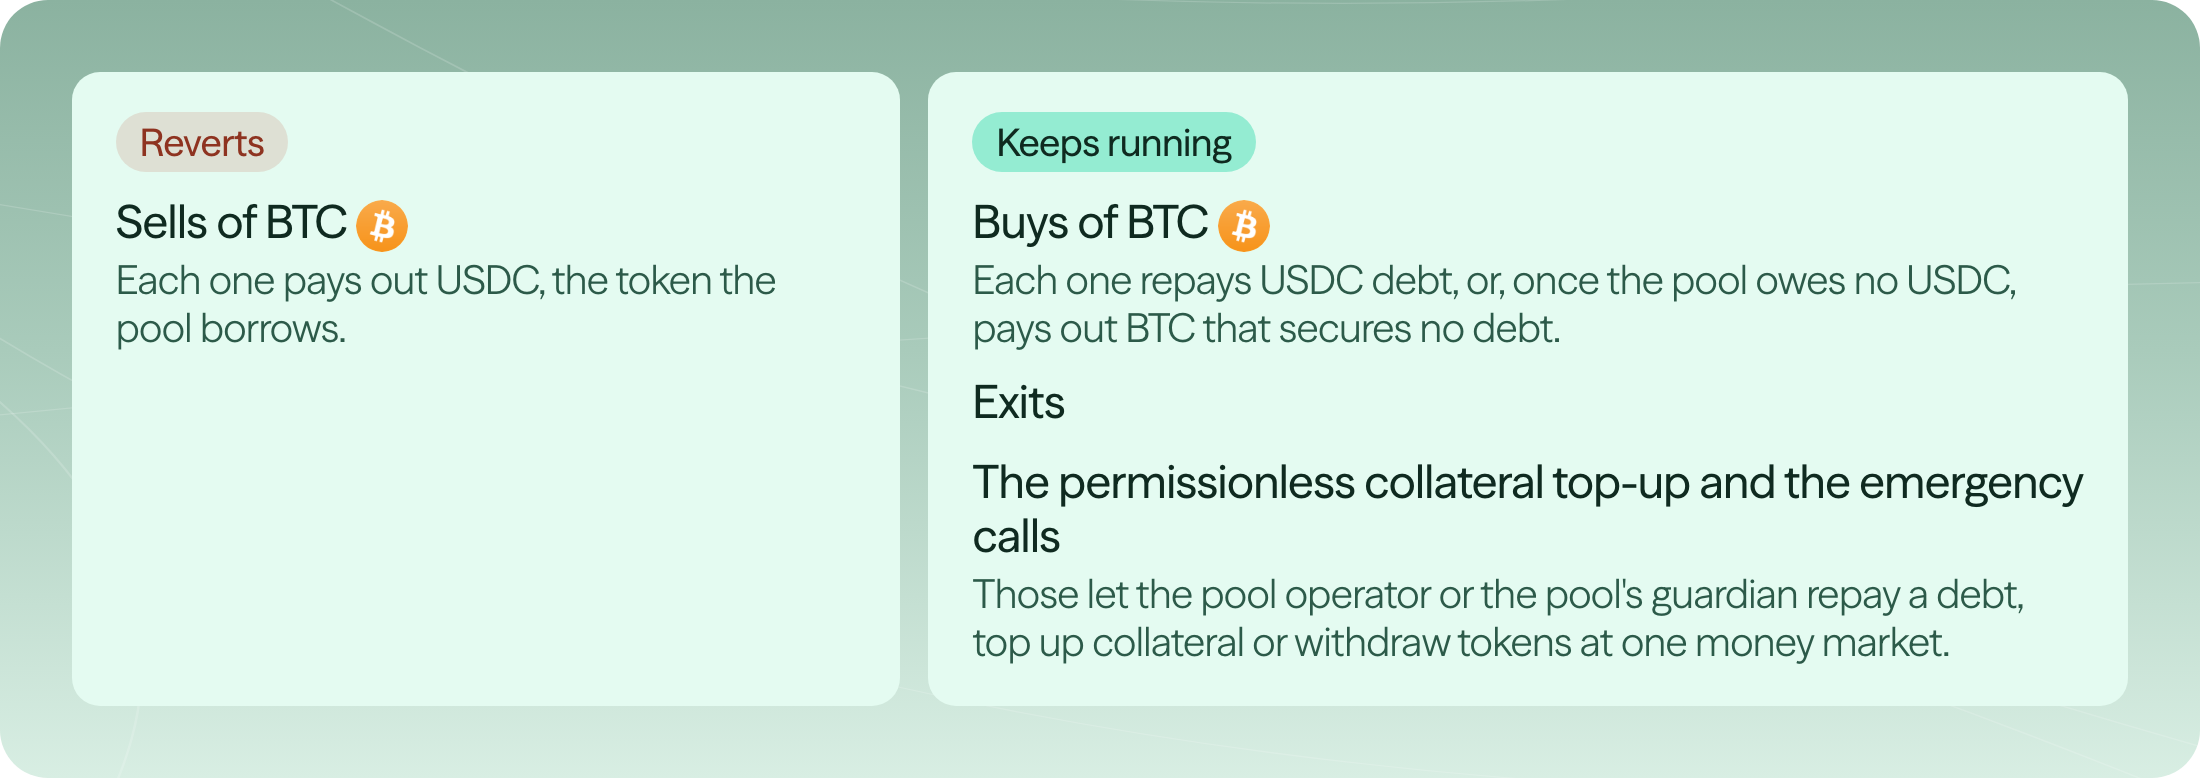 Reverts
Sells of BTC
Each one pays out USDC, the token the
pool borrows.
Keeps running
Buys of BTC
Each one repays USDC debt, or, once the pool owes no USDC,
pays out BTC that secures no debt.
Exits
The permissionless collateral top-up and the emergency
calls
Those let the pool operator or the pool's guardian repay a debt,
top up collateral or withdraw tokens at one money market.